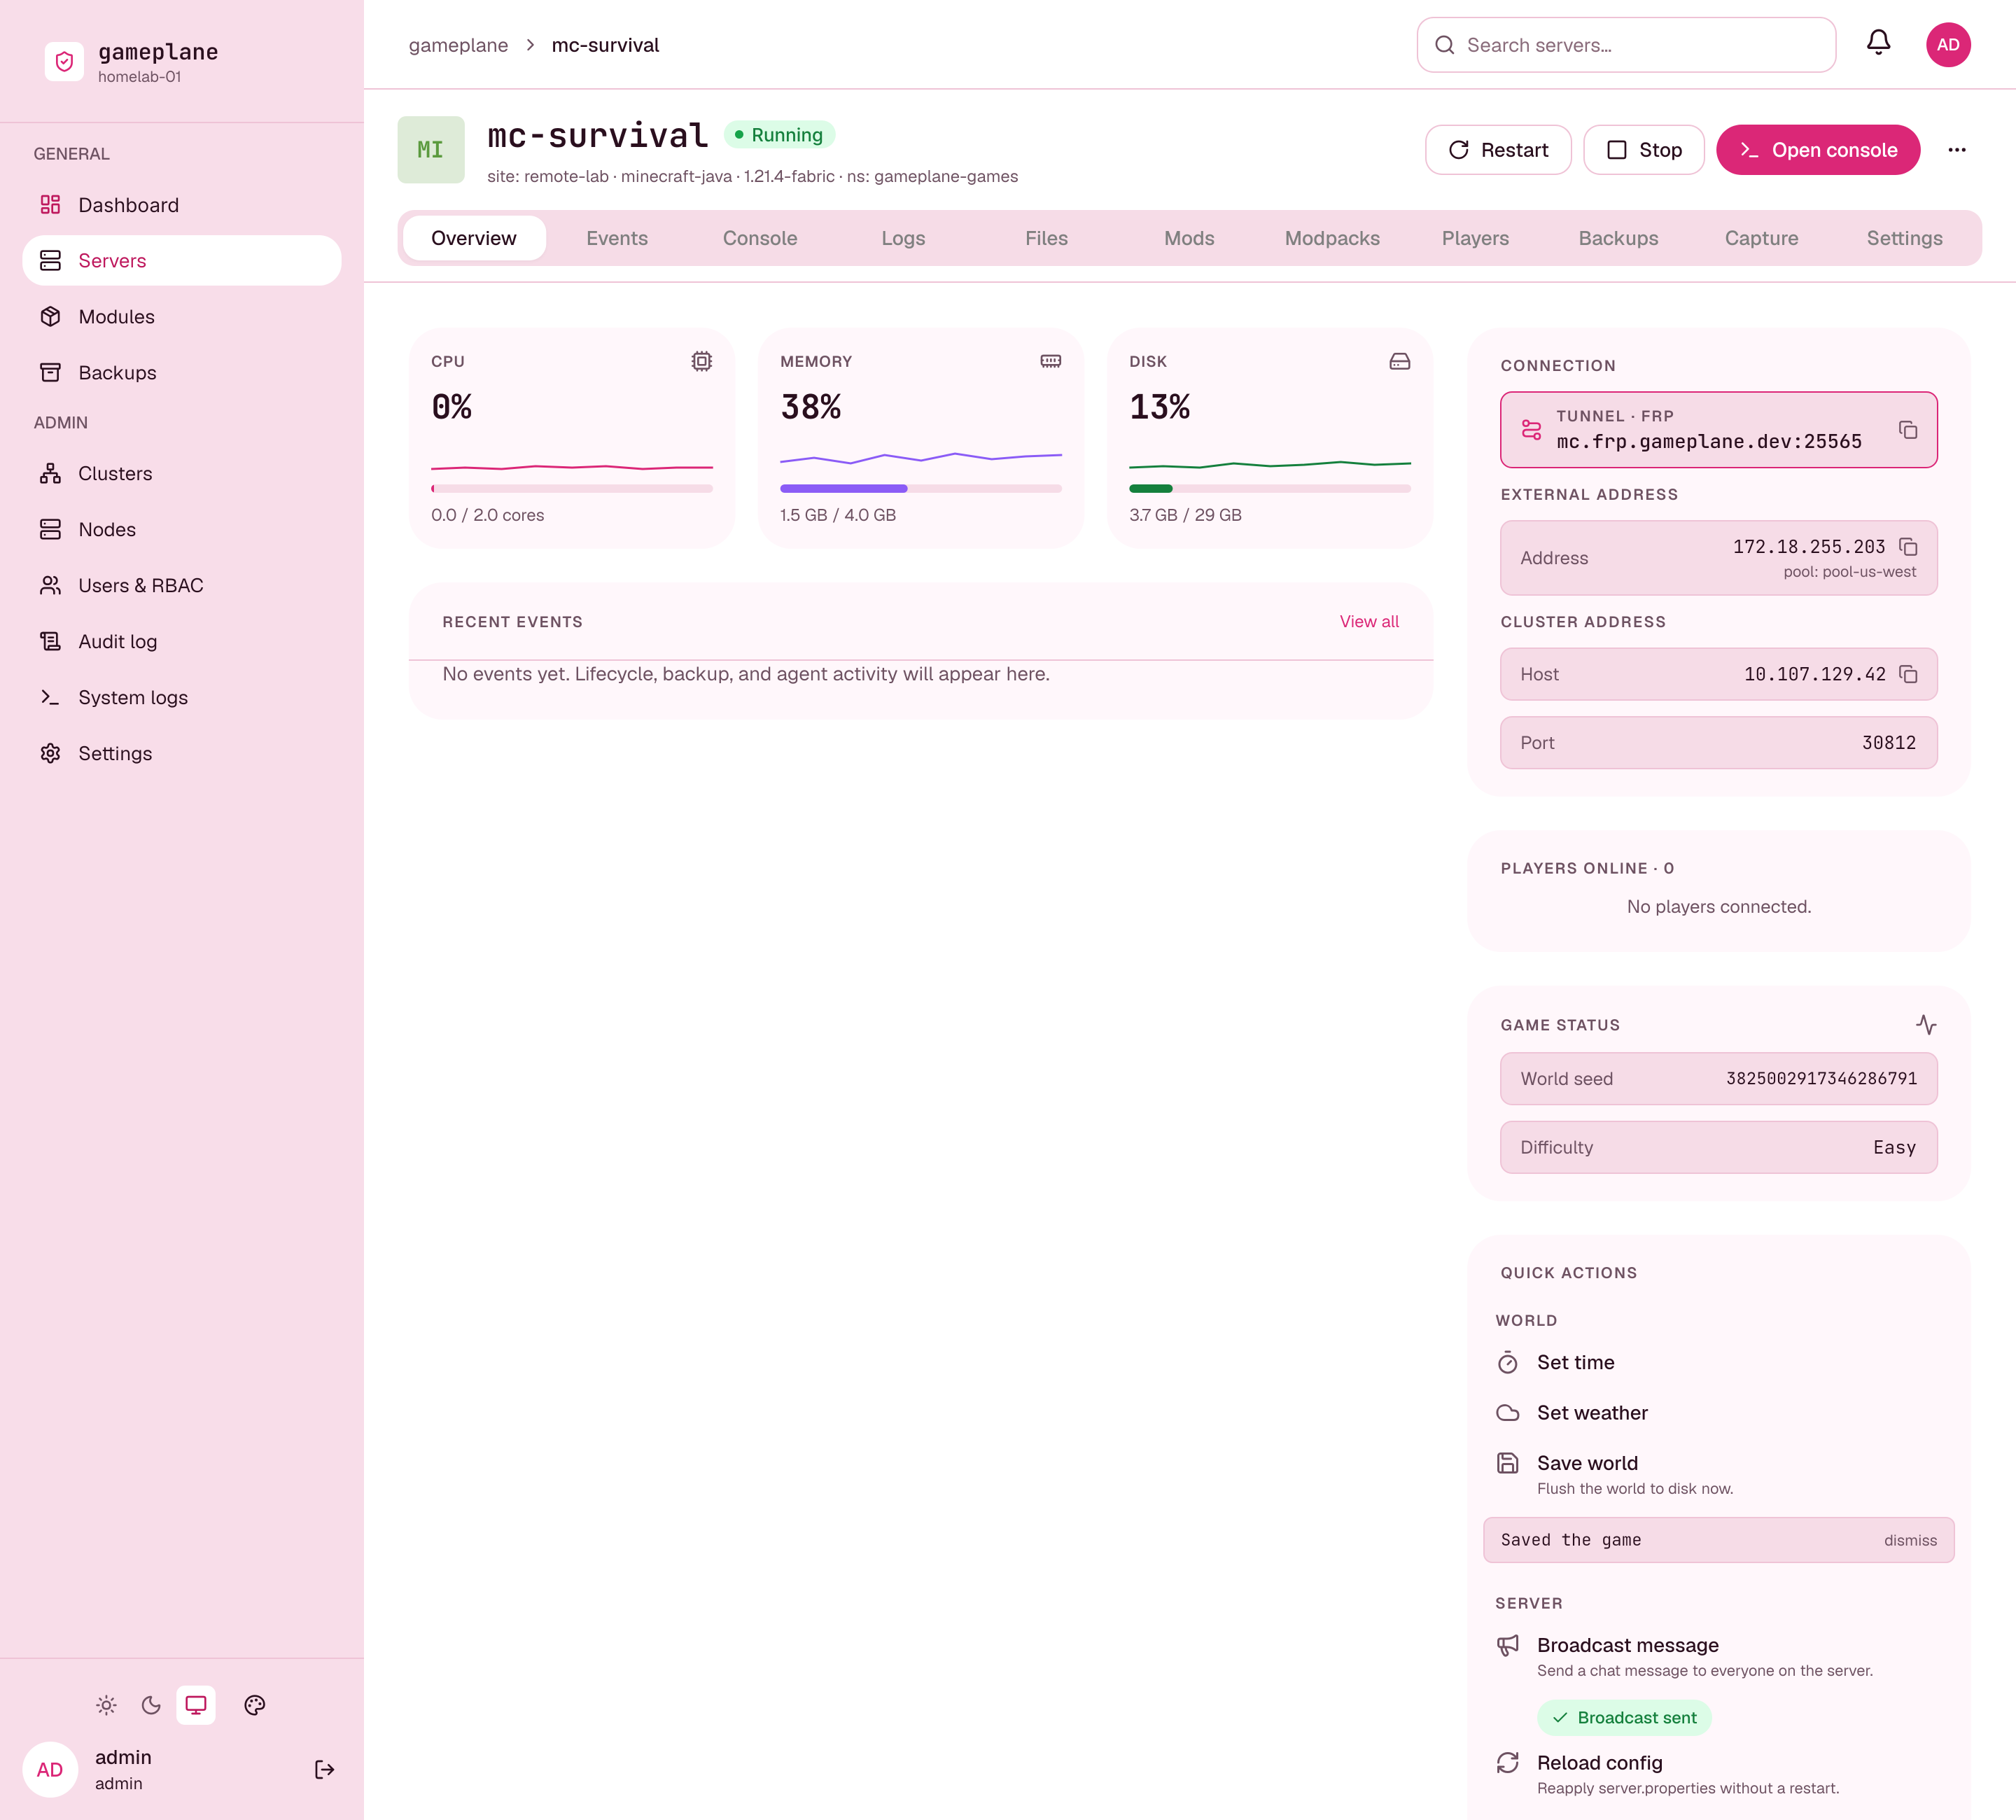 gameplane
homelab-01
GENERAL
Dashboard
Servers
Modules
Backups
ADMIN
Clusters
Nodes
Users & RBAC
Audit log
System logs
Settings
AD
admin
admin
gameplane
mc-survival
Search servers...
AD
MI
mc-survival
Running
site: remote-lab · minecraft-java · 1.21.4-fabric · ns: gameplane-games
Restart
Stop
Open console
Overview
Events
Console
Logs
Files
Mods
Modpacks
Players
Backups
Capture
Settings
CPU
0%
0.0 / 2.0 cores
MEMORY
38%
1.5 GB / 4.0 GB
DISK
13%
3.7 GB / 29 GB
RECENT EVENTS
View all
No events yet. Lifecycle, backup, and agent activity will appear here.
CONNECTION
TUNNEL · FRP
mc.frp.gameplane.dev:25565
EXTERNAL ADDRESS
Address
172.18.255.203
pool: pool-us-west
CLUSTER ADDRESS
Host
10.107.129.42
Port
30812
PLAYERS ONLINE · 0
No players connected.
GAME STATUS
World seed
3825002917346286791
Difficulty
Easy
QUICK ACTIONS
WORLD
Set time
Set weather
Save world
Flush the world to disk now.
Saved the game
dismiss
SERVER
Broadcast message
Send a chat message to everyone on the server.
Broadcast sent
Reload config
Reapply server.properties without a restart.